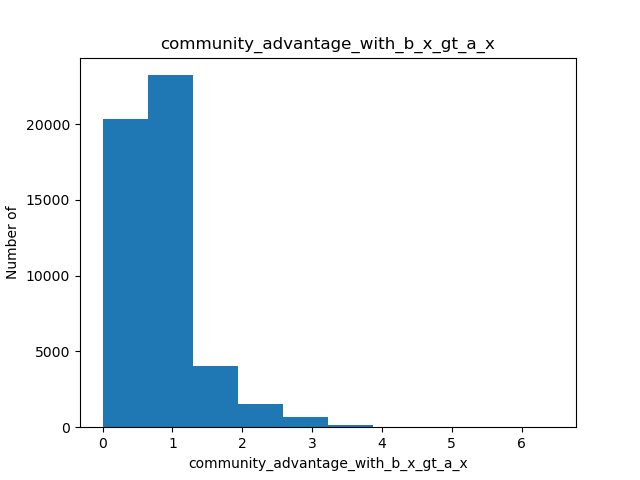 community_advantage_with_b_x_gt_a_x
Number of
20000
15000
10000
5000
0
0 1 2 3 4 5 6
community_advantage_with_b_x_gt_a_x